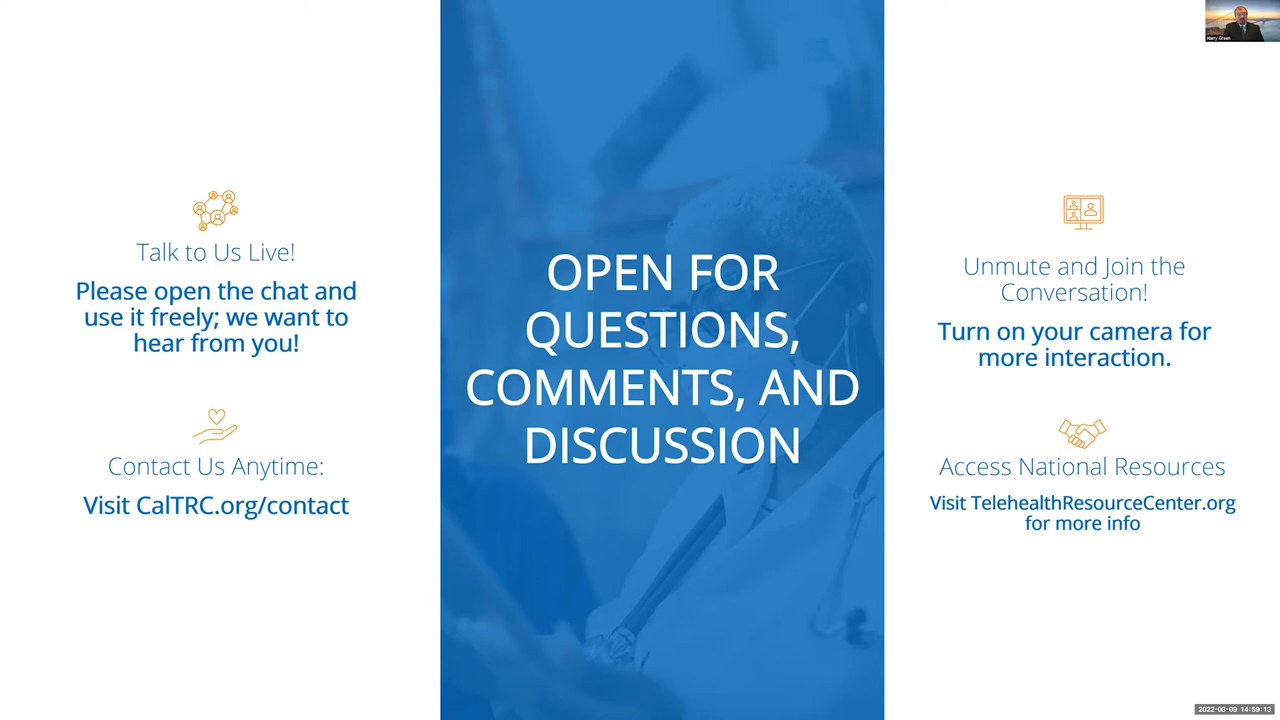 Harry Green
Talk to Us Live!
Please open the chat and
use it freely; we want to
hear from you!
Contact Us Anytime:
Visit CalTRC.org/contact
OPEN FOR
QUESTIONS,
COMMENTS, AND
DISCUSSION
Unmute and Join the
Conversation!
Turn on your camera for
more interaction.
Access National Resources
Visit TelehealthResourceCenter.org
for more info
2022-08-09 14:59:13